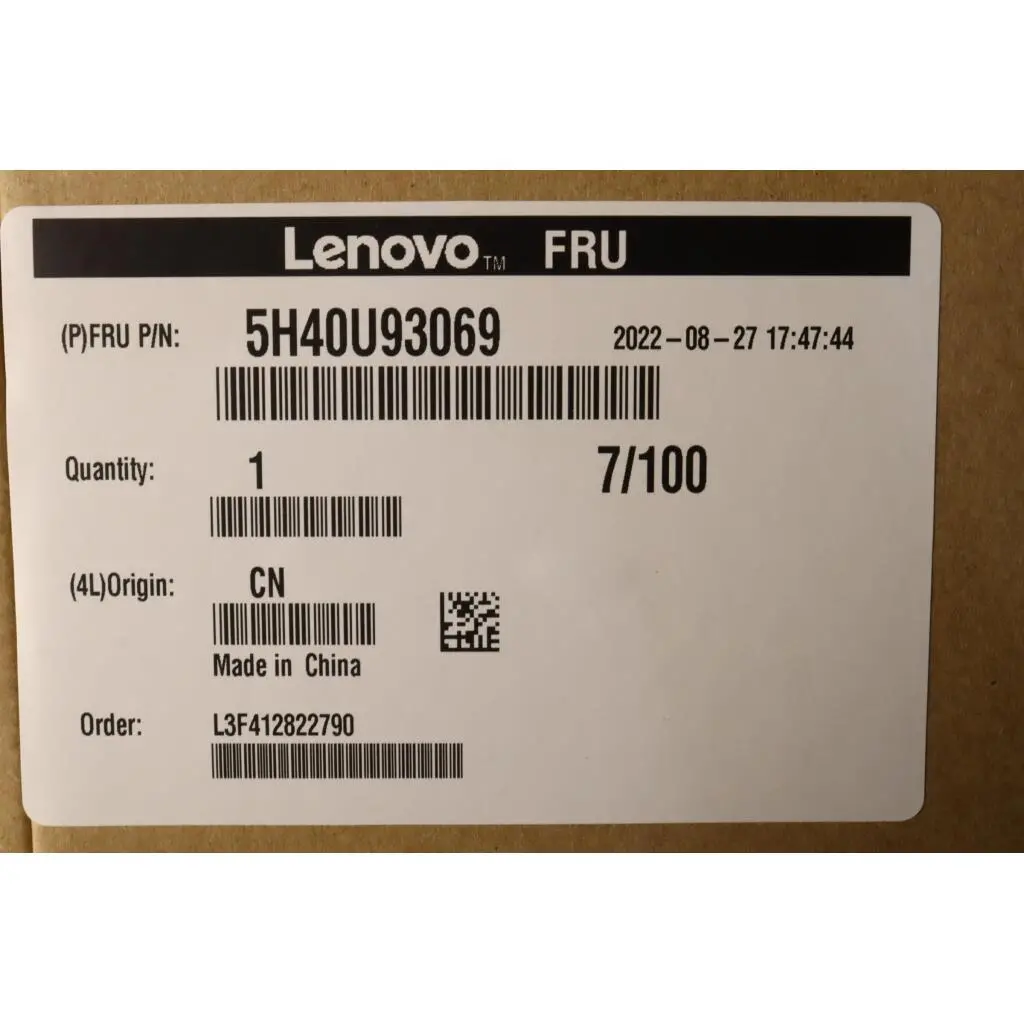 Lenovo™ FRU
(P)FRU P/N: 5H40U93069 2022-08-27 17:47:44
Quantity: 1 7/100
(4L)Origin: CN
Made in China
Order: L3F412822790